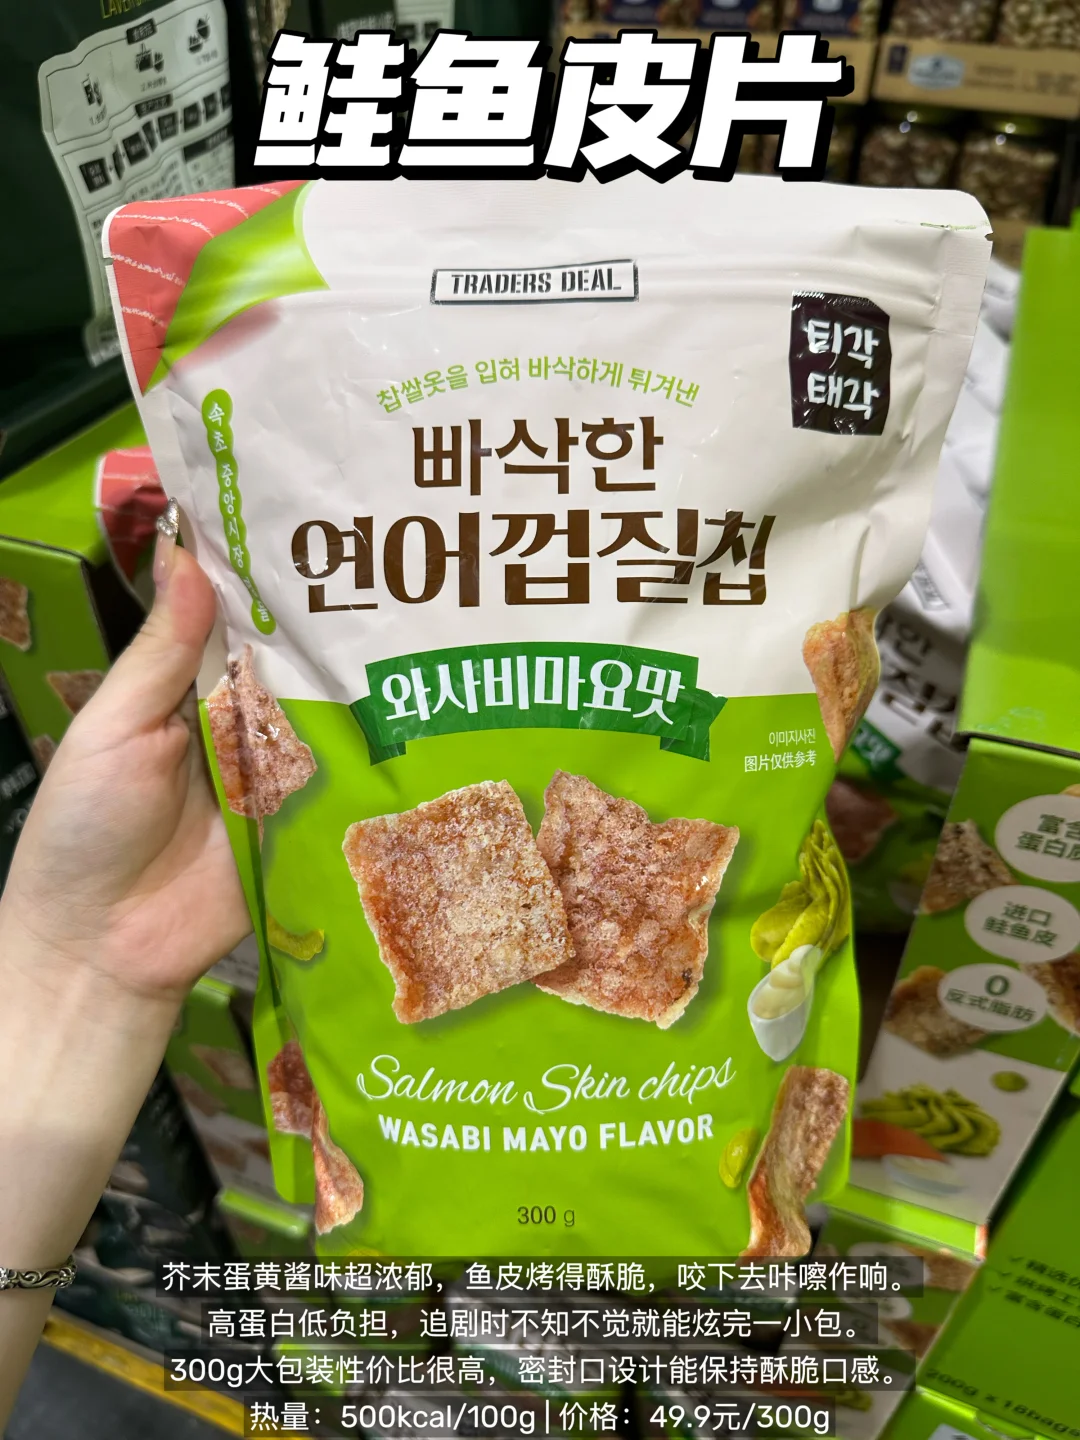 鲑鱼皮片
TRADERS DEAL
티각
태각
찹쌀옷을 입혀 바삭하게 튀겨낸
빠삭한
연어껍질칩
속초 중앙시장
와사비마요맛
이미지사진
图片仅供参考
富含
蛋白质
进口
鲑鱼皮
0
反式脂肪
Salmon Skin chips
WASABI MAYO FLAVOR
300 g
芥末蛋黄酱味超浓郁，鱼皮烤得酥脆，咬下去咔嚓作响。
高蛋白低负担，追剧时不知不觉就能炫完一小包。
300g大包装性价比很高，密封口设计能保持酥脆口感。
热量：500kcal/100g | 价格：49.9元/300g